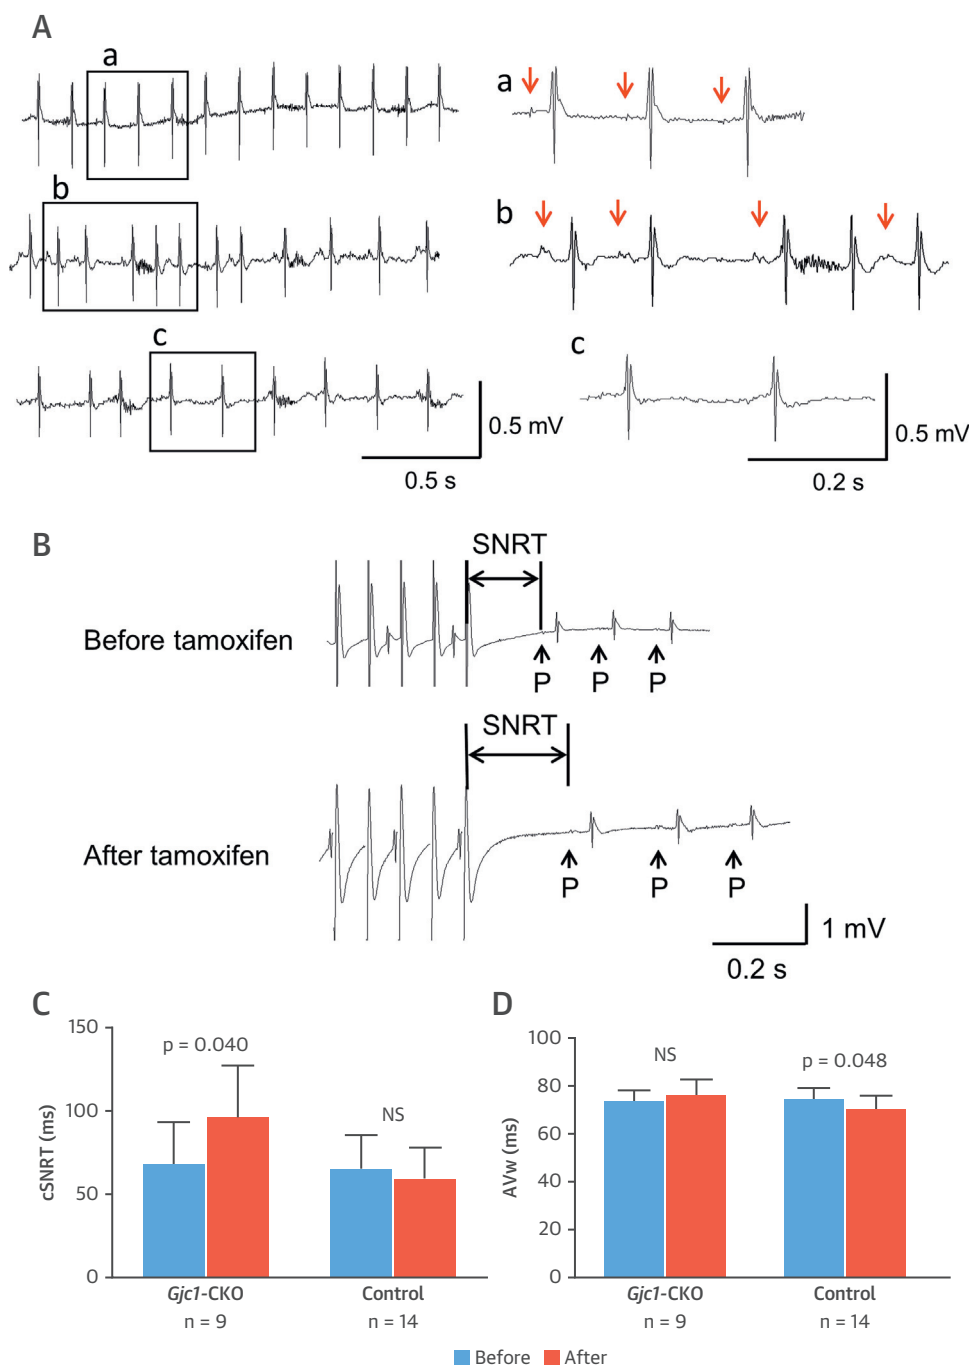 A
a
a
b
b
c
c
0.5 mV
0.5 s
0.5 mV
0.2 s
B
SNRT
Before tamoxifen
P P P
SNRT
After tamoxifen
P P P
1 mV
0.2 s
C
cSNRT (ms)
150
100
50
0
p = 0.040
NS
Gjc1-CKO
n = 9
Control
n = 14
D
AVw (ms)
100
80
60
40
20
0
NS
p = 0.048
Gjc1-CKO
n = 9
Control
n = 14
Before After